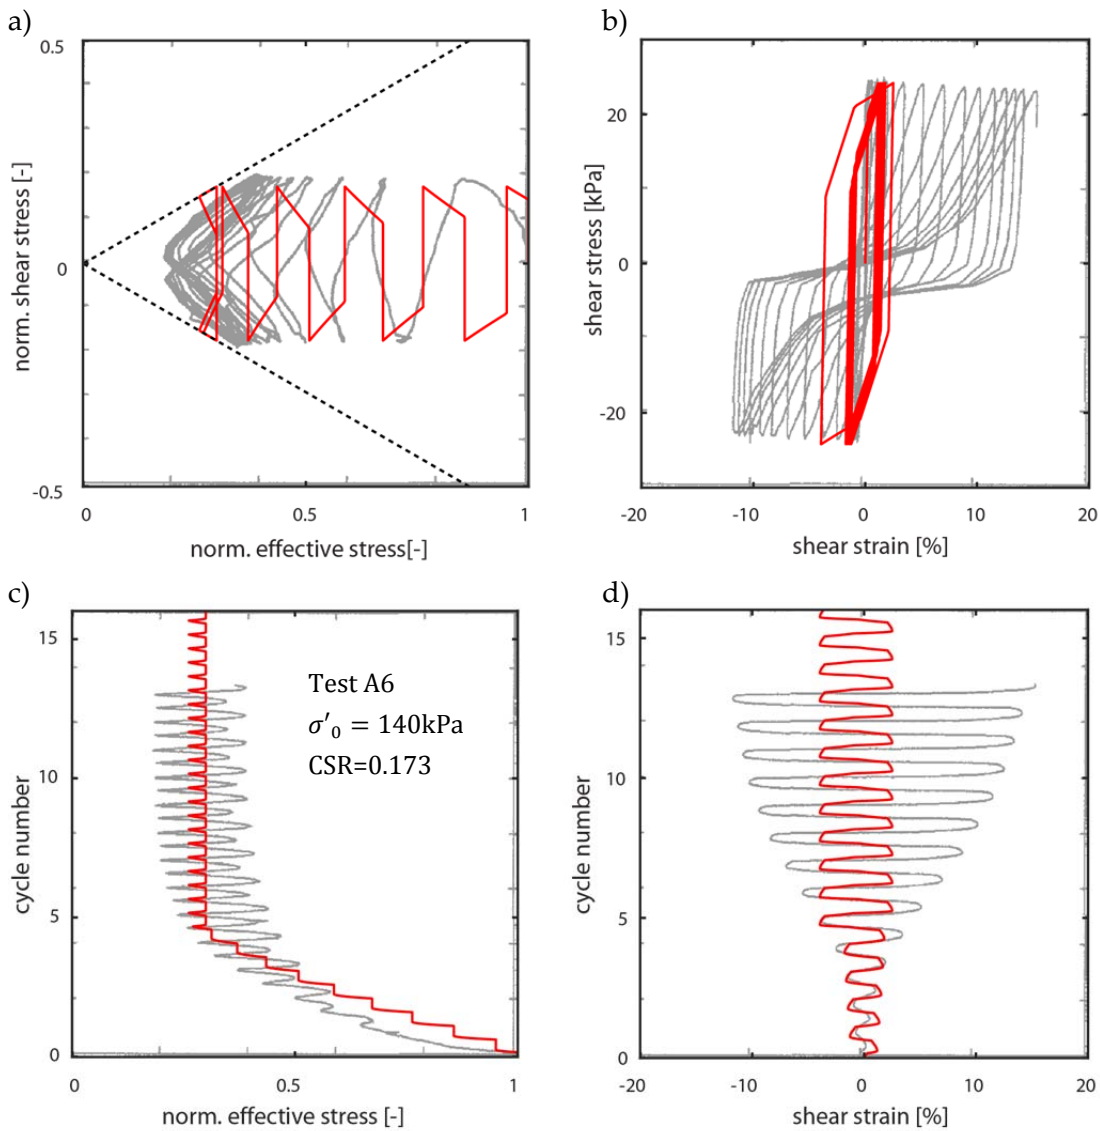 a)
0.5
0
-0.5
norm. shear stress [-]
0
0.5
1
norm. effective stress[-]
b)
20
0
-20
shear stress [kPa]
-20
-10
0
10
20
shear strain [%]
c)
15
10
5
0
cycle number
Test A6
σ′₀ = 140kPa
CSR=0.173
0
0.5
1
norm. effective stress [-]
d)
15
10
5
0
cycle number
-20
-10
0
10
20
shear strain [%]